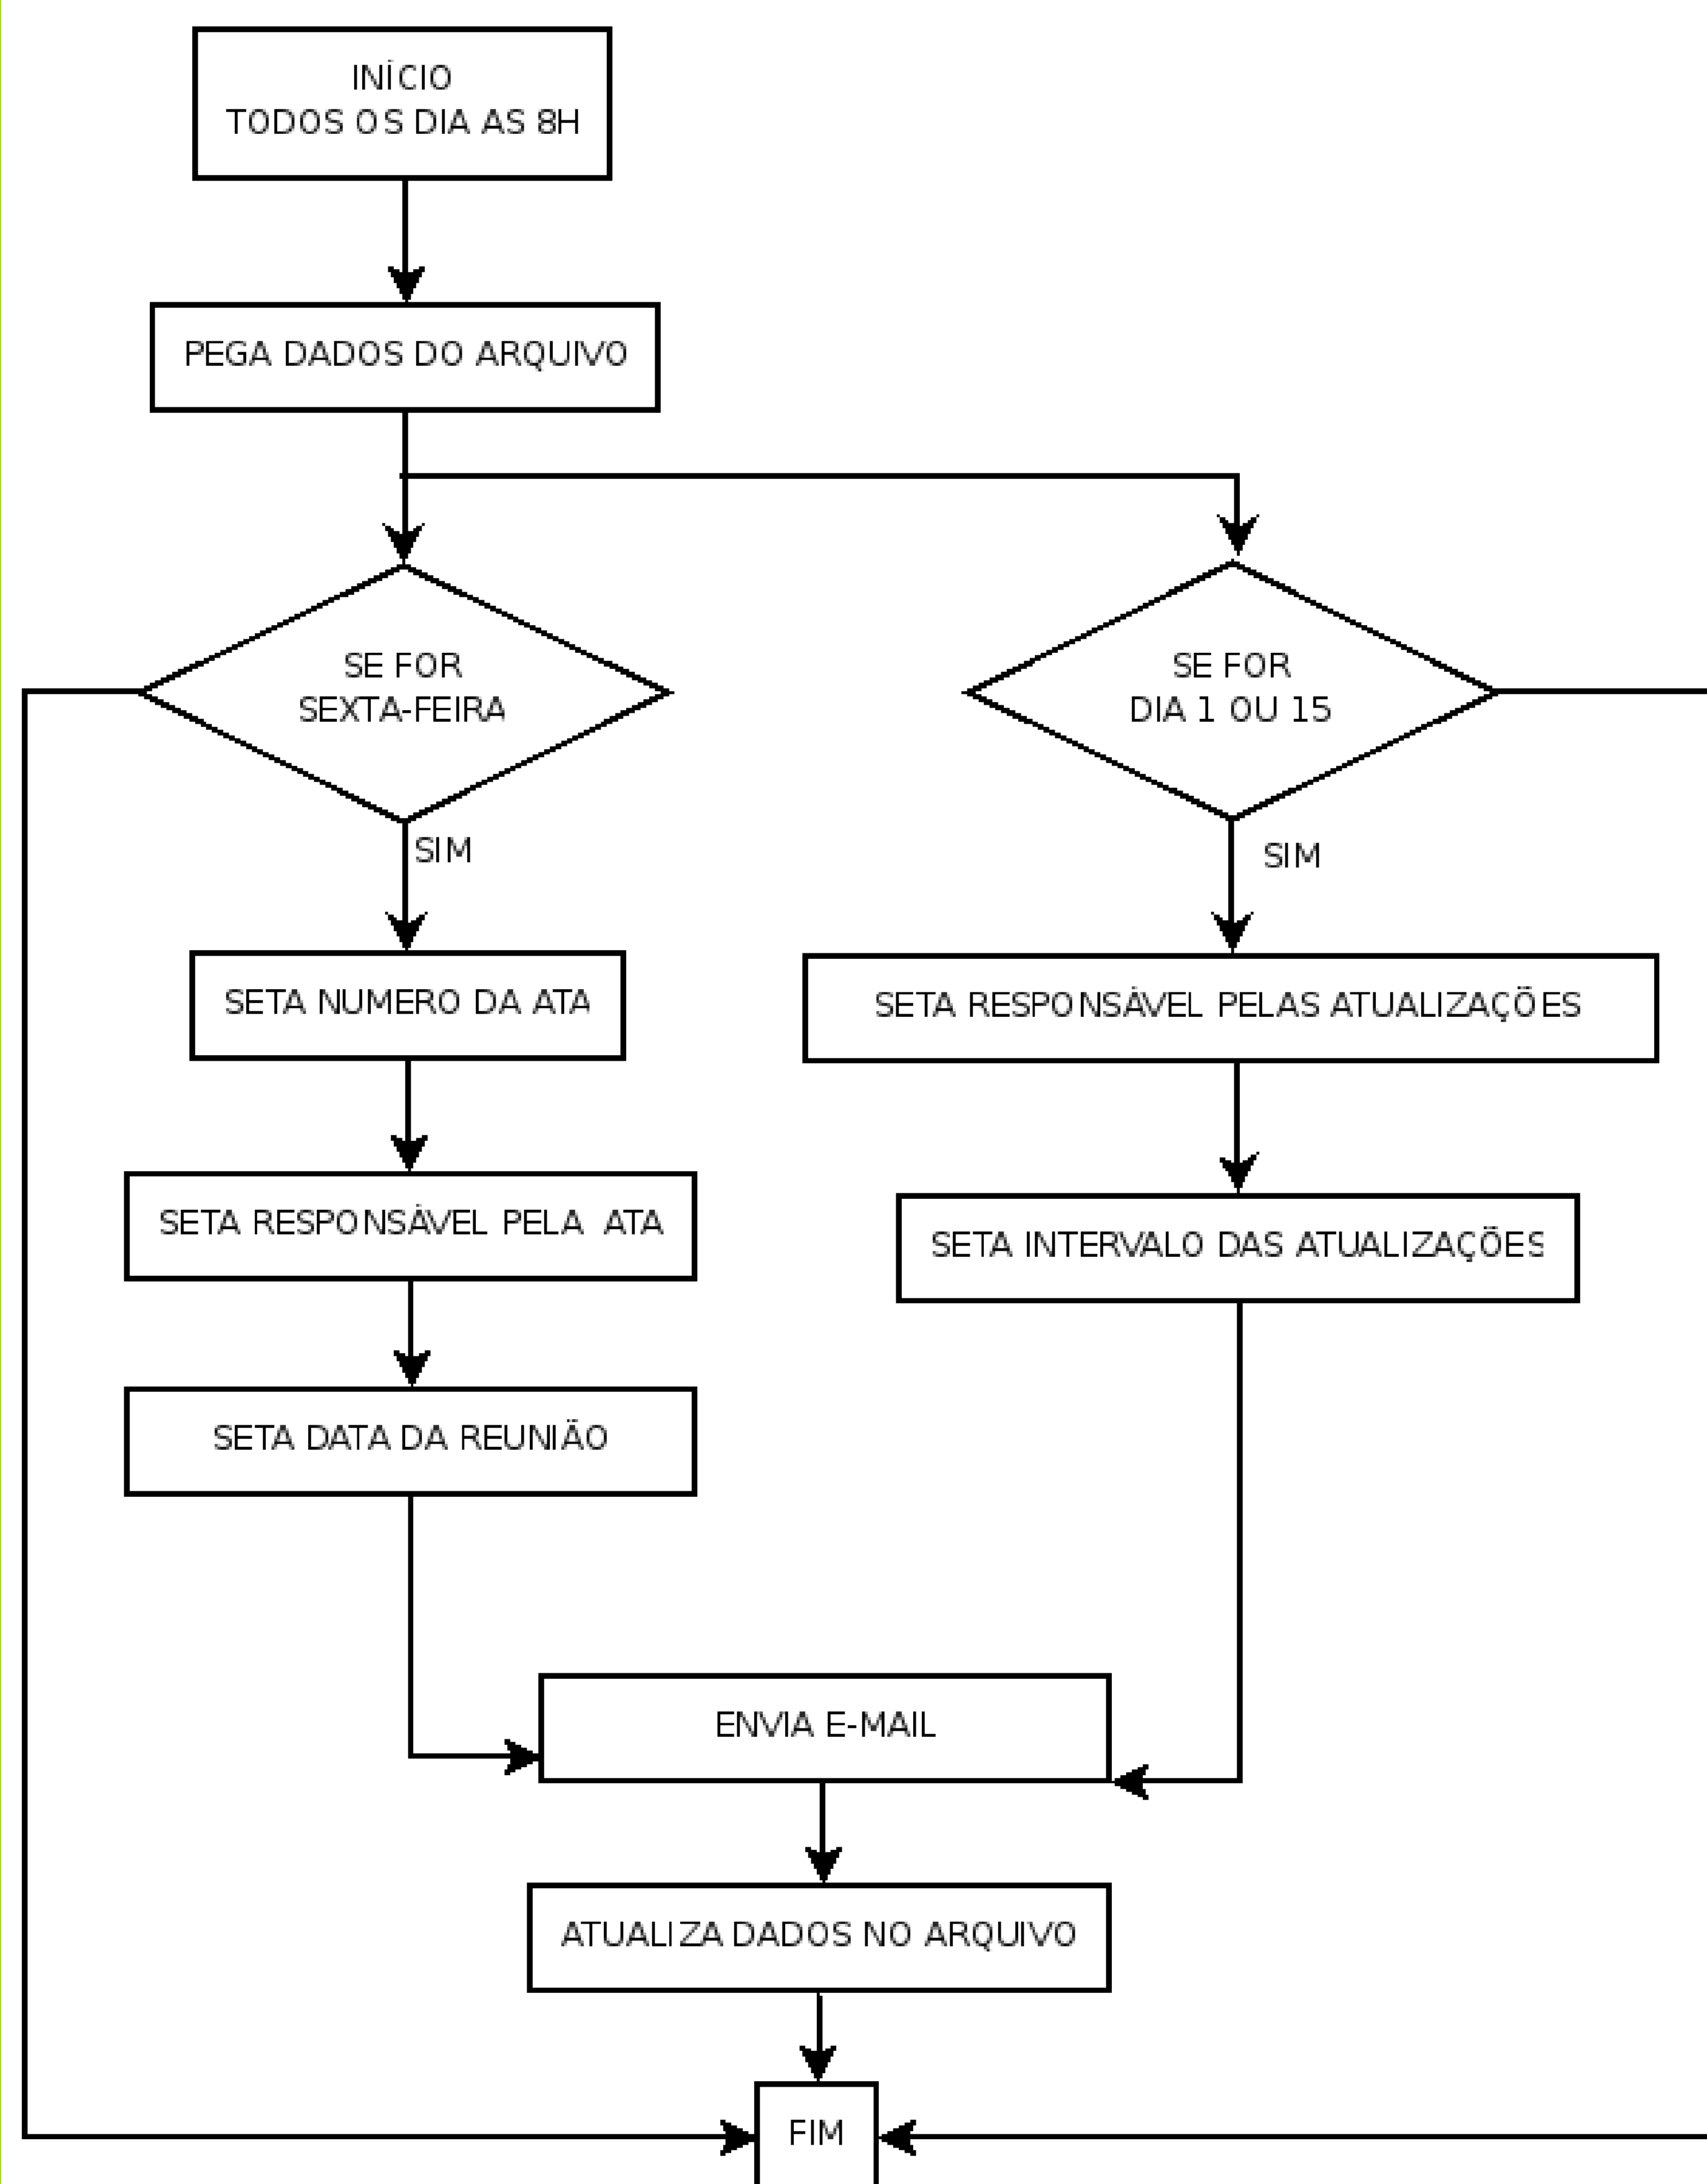 INÍCIO
TODOS OS DIA AS 8H
PEGA DADOS DO ARQUIVO
SE FOR
SEXTA-FEIRA
SE FOR
DIA 1 OU 15
SIM
SIM
SETA NUMERO DA ATA
SETA RESPONSÁVEL PELAS ATUALIZAÇÕES
SETA RESPONSÁVEL PELA ATA
SETA INTERVALO DAS ATUALIZAÇÕES
SETA DATA DA REUNIÃO
ENVIA E-MAIL
ATUALIZA DADOS NO ARQUIVO
FIM